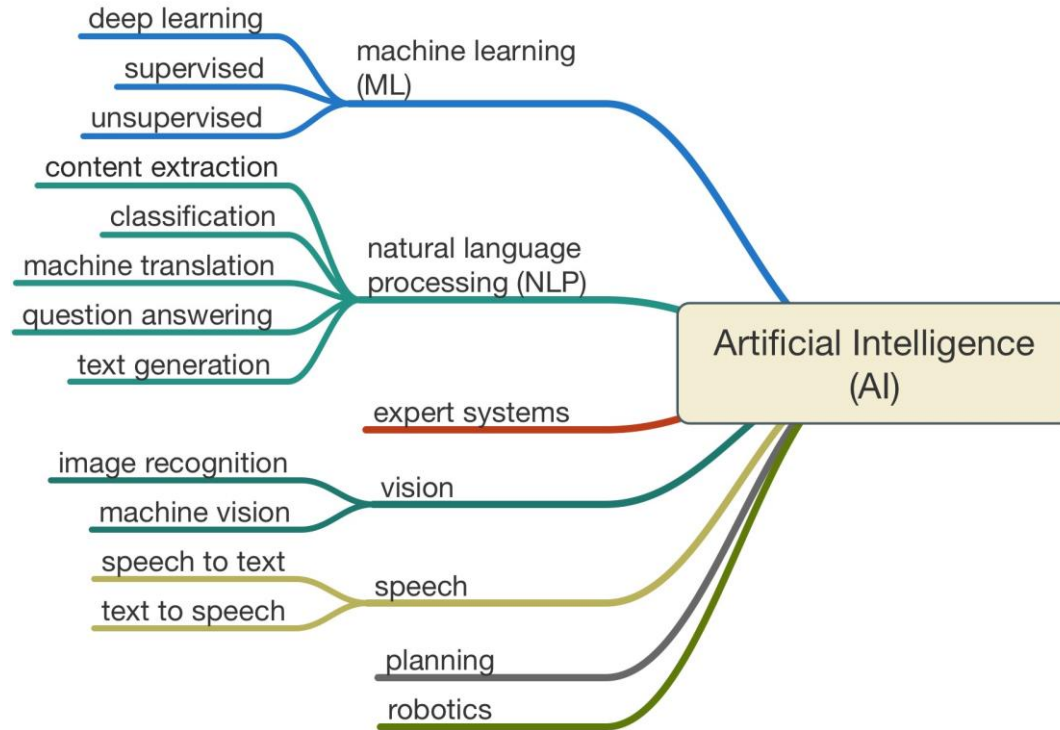 deep learning
supervised
unsupervised
machine learning
(ML)
content extraction
classification
machine translation
question answering
text generation
natural language
processing (NLP)
expert systems
image recognition
machine vision
vision
speech to text
text to speech
speech
planning
robotics
Artificial Intelligence
(AI)